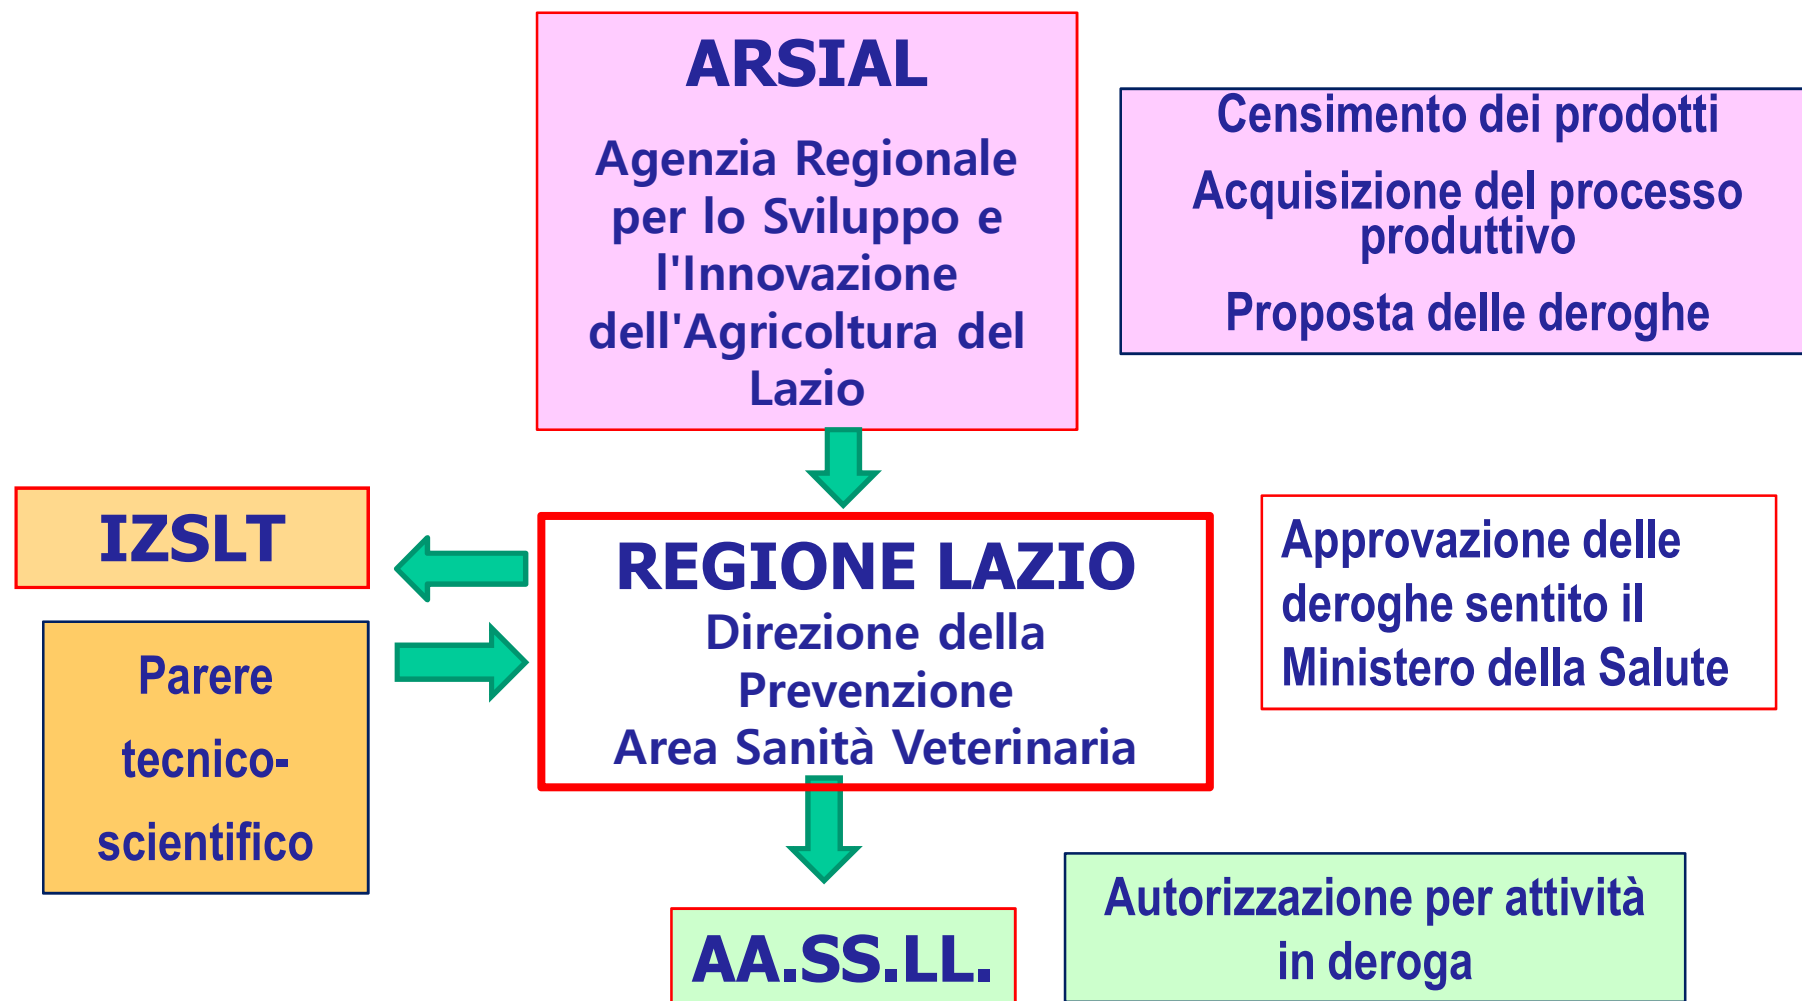 ARSIAL
Agenzia Regionale
per lo Sviluppo e
l'Innovazione
dell'Agricoltura del
Lazio
Censimento dei prodotti
Acquisizione del processo
produttivo
Proposta delle deroghe
IZSLT
Parere
tecnico-
scientifico
REGIONE LAZIO
Direzione della
Prevenzione
Area Sanità Veterinaria
Approvazione delle
deroghe sentito il
Ministero della Salute
AA.SS.LL.
Autorizzazione per attività
in deroga